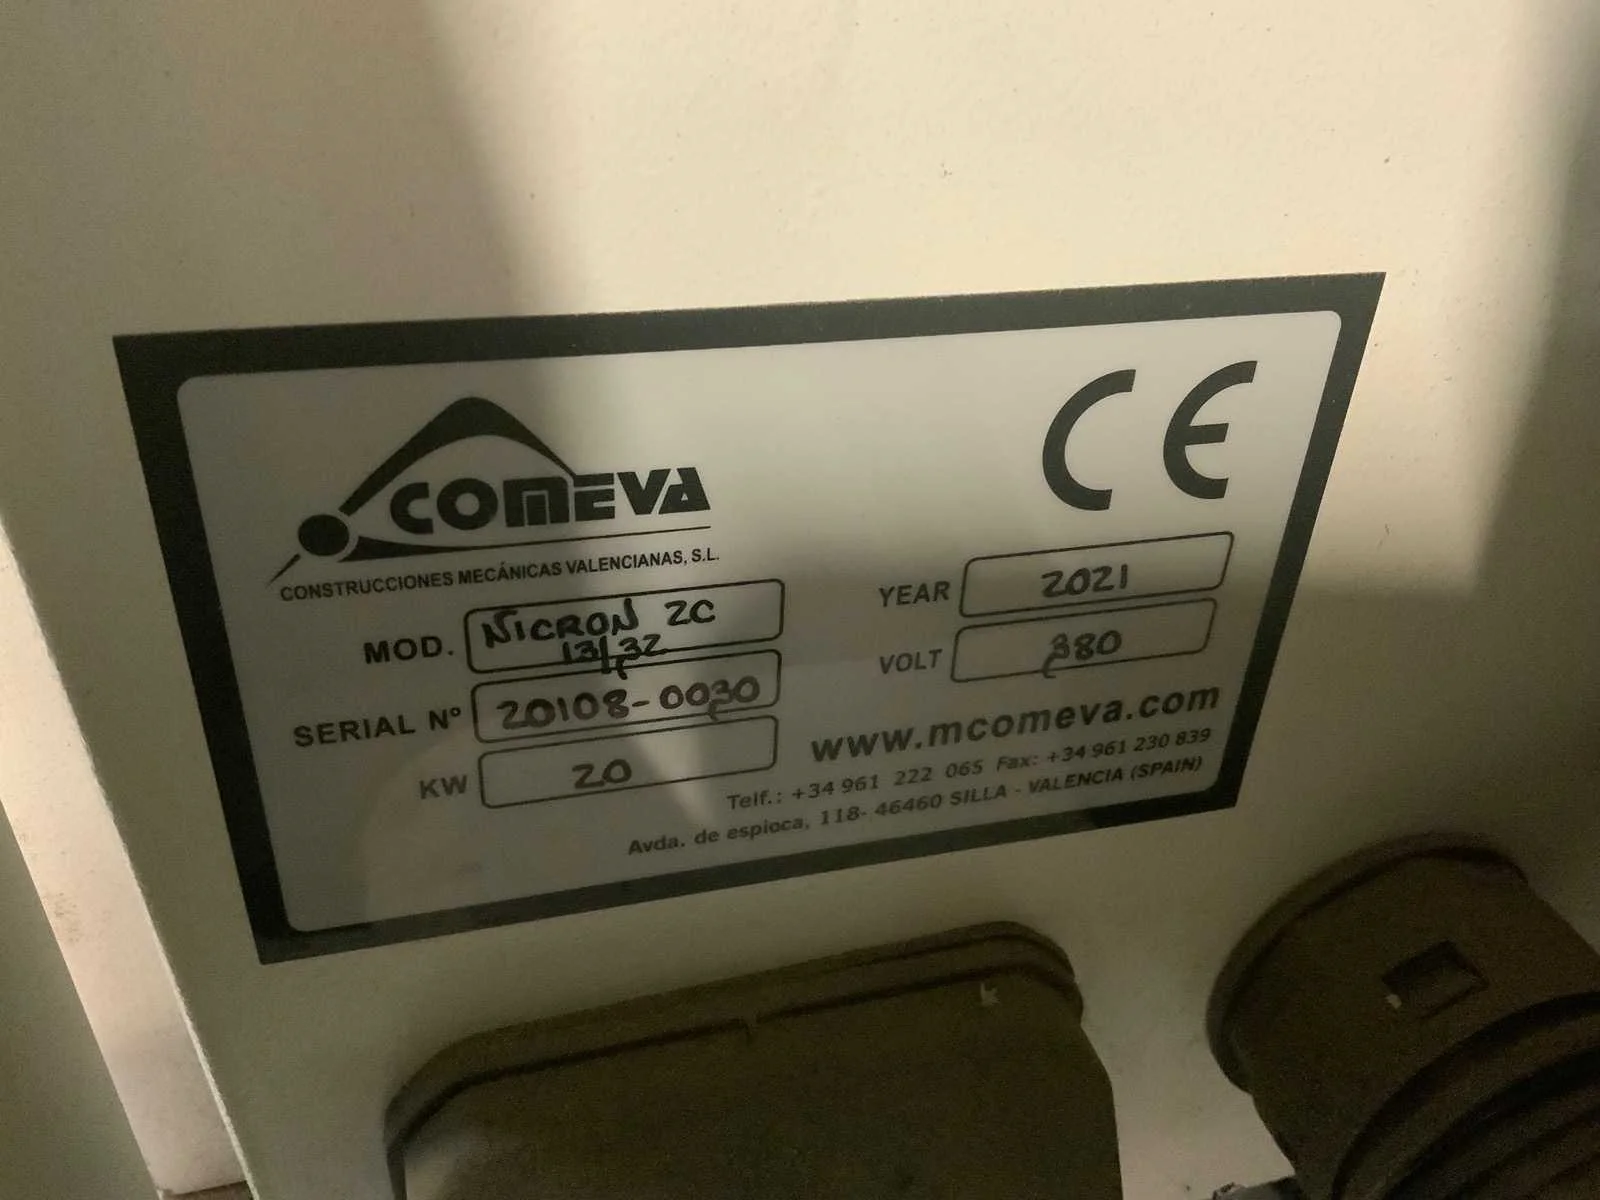 COMEVA
CONSTRUCCIONES MECÁNICAS VALENCIANAS, S.L.
CE
MOD. NICRON 2C
13/32
SERIAL Nº 20108-0030
KW 20
YEAR 2021
VOLT 380
www.mcomeva.com
Telf.: +34 961 222 065 Fax: +34 961 230 839
Avda. de espioca, 118- 46460 SILLA - VALENCIA (SPAIN)